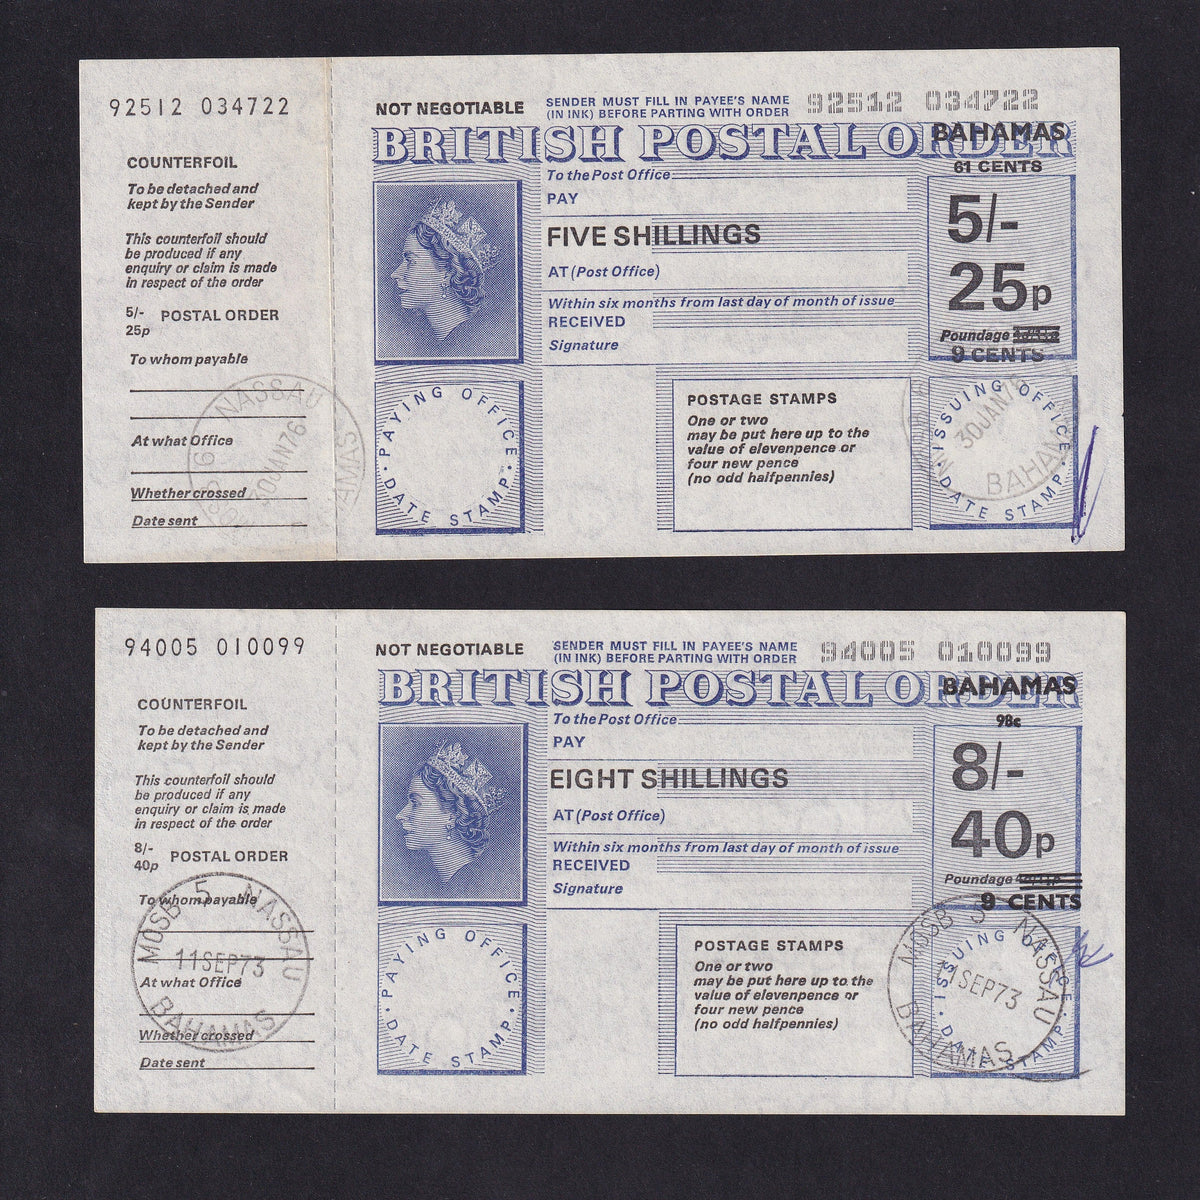 92512 034722
COUNTERFOIL
To be detached and
kept by the Sender
This counterfoil should
be produced if any
enquiry or claim is made
in respect of the order
5/-
25p
POSTAL ORDER
To whom payable
At what Office
Whether crossed
Date sent
NASSAU
30JAN76
NOT NEGOTIABLE
SENDER MUST FILL IN PAYEE'S NAME
(IN INK) BEFORE PARTING WITH ORDER
92512 034722
BRITISH POSTAL ORDER
BAHAMAS
61 CENTS
To the Post Office
PAY
FIVE SHILLINGS
AT (Post Office)
Within six months from last day of month of issue
RECEIVED
Signature
5/-
25p
Poundage
9 CENTS
PAYING OFFICE
DATE STAMP
POSTAGE STAMPS
One or two
may be put here up to the
value of elevenpence or
four new pence
(no odd halfpennies)
ISSUING OFFICE
DATE STAMP
30JAN76
94005 010099
COUNTERFOIL
To be detached and
kept by the Sender
This counterfoil should
be produced if any
enquiry or claim is made
in respect of the order
8/-
40p
POSTAL ORDER
To whom payable
At what Office
Whether crossed
Date sent
MOSB 5 NASSAU
11SEP73
BAHAMAS
NOT NEGOTIABLE
SENDER MUST FILL IN PAYEE'S NAME
(IN INK) BEFORE PARTING WITH ORDER
94005 010099
BRITISH POSTAL ORDER
BAHAMAS
98c
To the Post Office
PAY
EIGHT SHILLINGS
AT (Post Office)
Within six months from last day of month of issue
RECEIVED
Signature
8/-
40p
Poundage
9 CENTS
PAYING OFFICE
DATE STAMP
POSTAGE STAMPS
One or two
may be put here up to the
value of elevenpence or
four new pence
(no odd halfpennies)
ISSUING OFFICE
DATE STAMP
MOSB 5 NASSAU
11SEP73
BAHAMAS